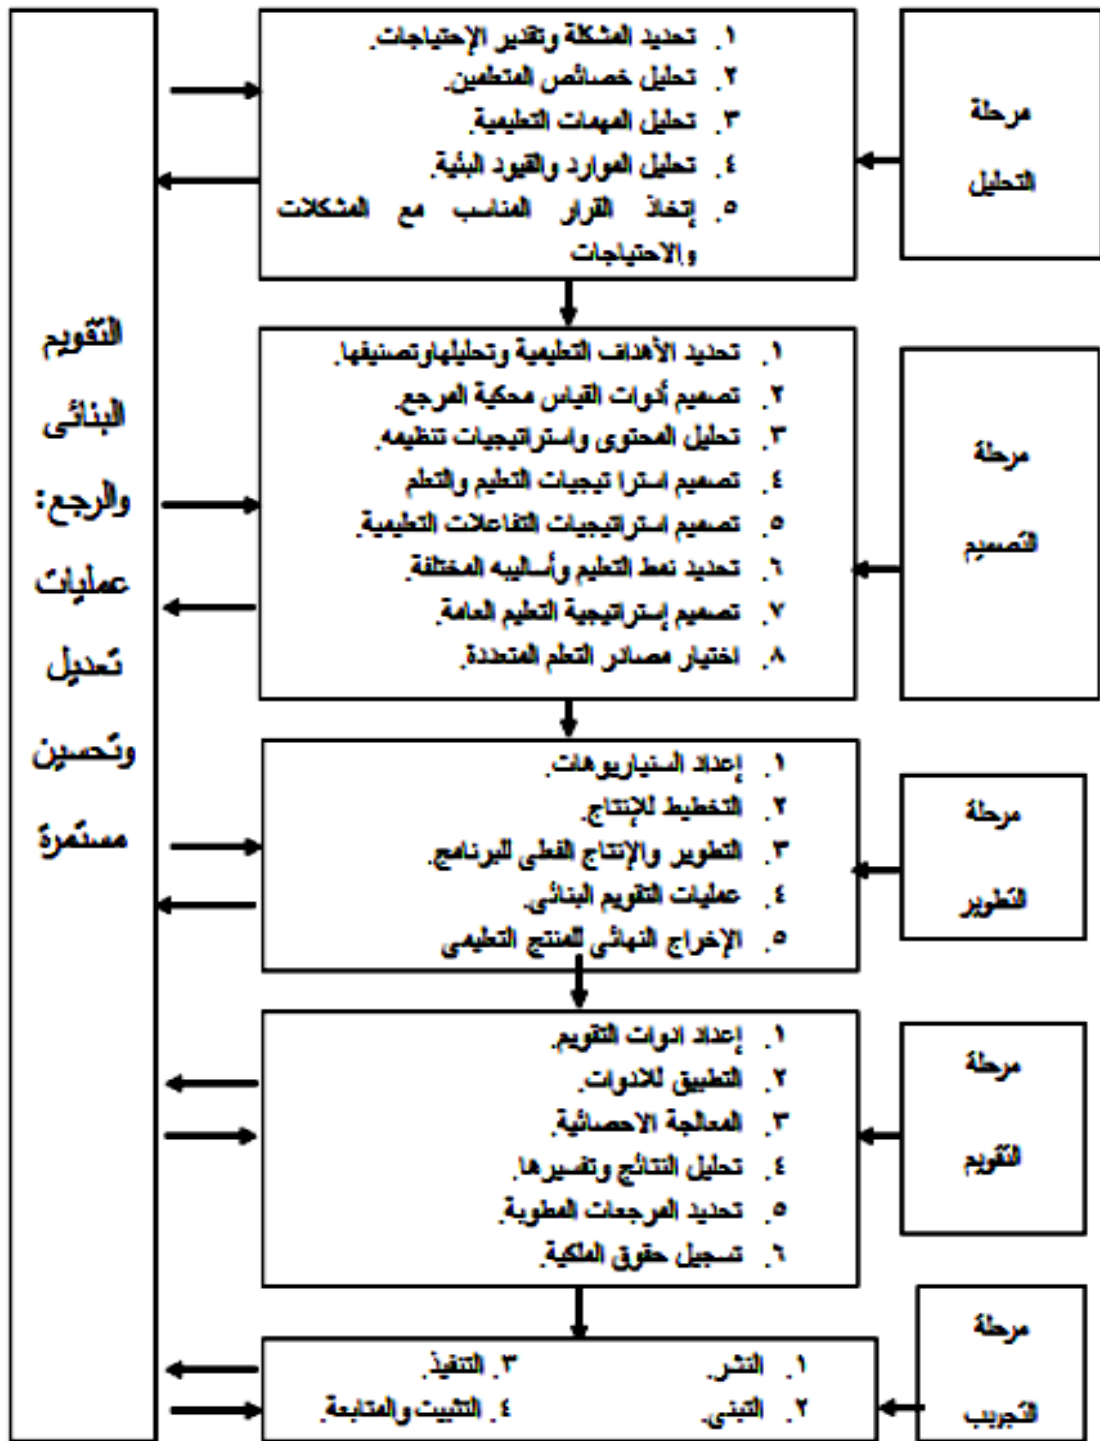 مرحلة
التحليل
١. تحديد المشكلة وتقدير الإحتياجات.
٢. تحليل خصائص المتعلمين.
٣. تحليل المهمات التعليمية.
٤. تحليل الموارد والقيود البئية.
٥. إتخاذ القرار المناسب مع المشكلات
والاحتياجات
مرحلة
التصميم
١. تحديد الأهداف التعليمية وتحليلهاوتصنيفها.
٢. تصميم أدوات القياس محكية المرجع.
٣. تحليل المحتوى واستراتيجيات تنظيمه.
٤. تصميم استرا تيجيات التعليم والتعلم
٥. تصميم استراتيجيات التفاعلات التعليمية.
٦. تحديد نمط التعليم وأساليبه المختلفة.
٧. تصميم إستراتيجية التعليم العامة.
٨. اختيار مصادر التعلم المتعددة.
مرحلة
التطوير
١. إعداد السنياريوهات.
٢. التخطيط للإنتاج.
٣. التطوير والإنتاج الفعلى للبرنامج.
٤. عمليات التقويم البنائى.
٥. الإخراج النهائى للمنتج التعليمى
مرحلة
التقويم
١. إعداد ادوات التقويم.
٢. التطبيق للادوات.
٣. المعالجة الاحصائية.
٤. تحليل النتائج وتفسيرها.
٥. تحديد المرجعات المطوية.
٦. تسجيل حقوق الملكية.
مرحلة
التجريب
١. النشر. ٣. التنفيذ.
٢. التبنى. ٤. التثبيت والمتابعة.
التقويم
البنائى
والرجع:
عمليات
تعديل
وتحسين
مستمرة